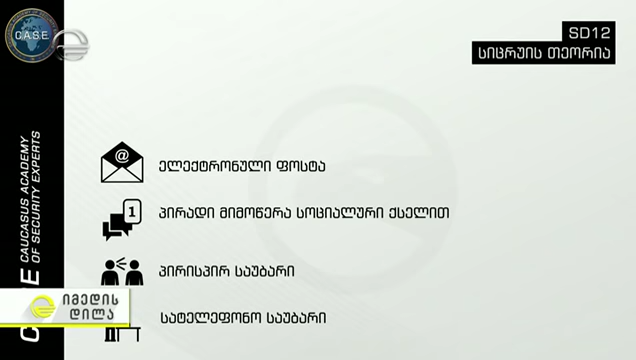 C.A.S.E.
SD12
სიცრუის თეორია
CAUCASUS ACADEMY
OF SECURITY EXPERTS
@
ელექტრონული ფოსტა
1
პირადი მიმოწერა სოციალური ქსელით
პირისპირ საუბარი
სატელეფონო საუბარი
იმედის
დილა